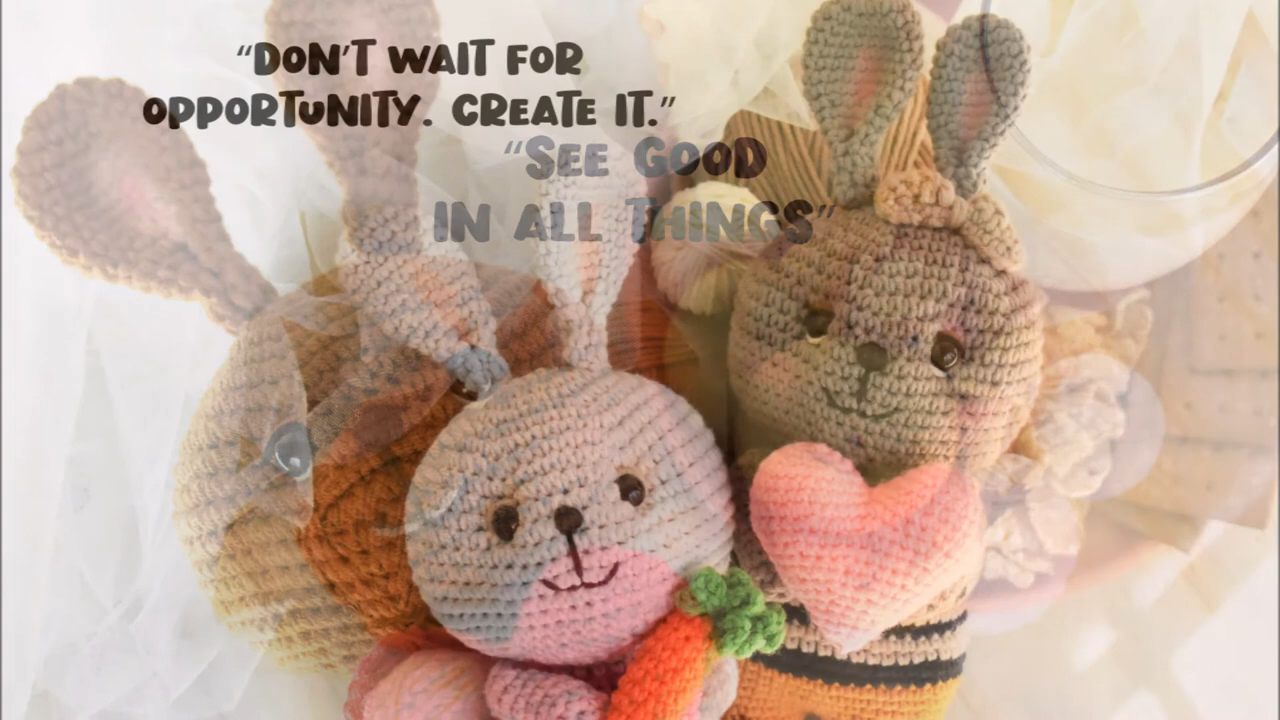 “DON'T WAIT FOR
OPPORTUNITY. CREATE IT.”
“SEE GOOD
IN ALL THINGS”